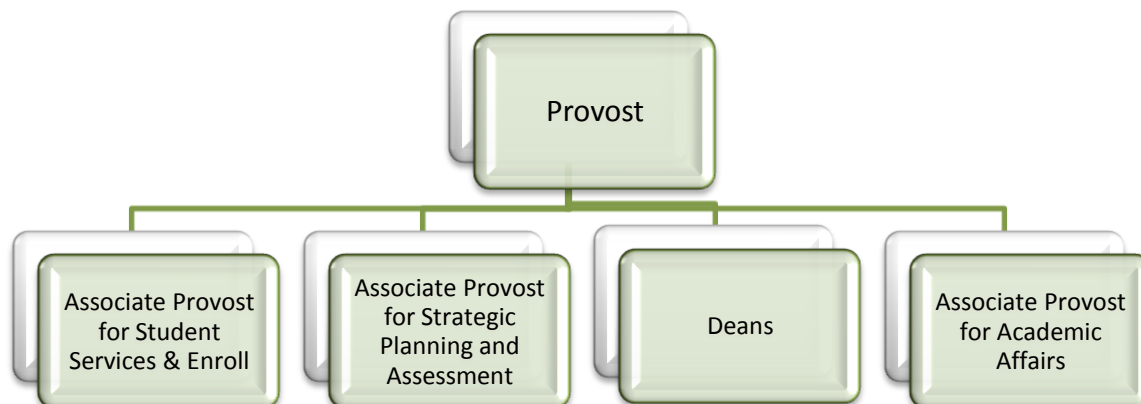 Provost
Associate Provost
for Student
Services & Enroll
Associate Provost
for Strategic
Planning and
Assessment
Deans
Associate Provost
for Academic
Affairs